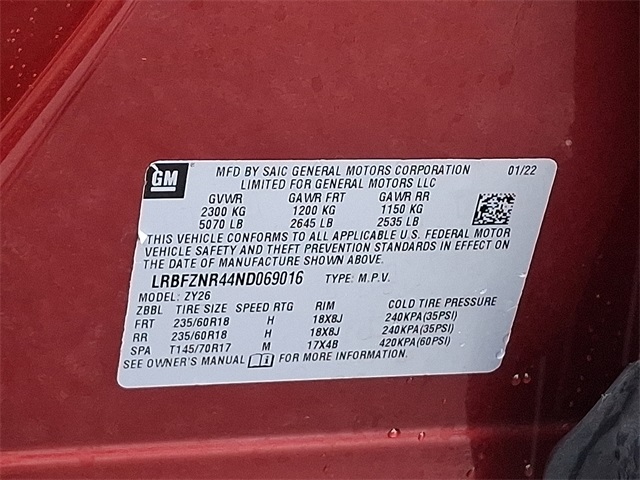 GM
MFD BY SAIC GENERAL MOTORS CORPORATION 01/22
LIMITED FOR GENERAL MOTORS LLC
GVWR GAWR FRT GAWR RR
2300 KG 1200 KG 1150 KG
5070 LB 2645 LB 2535 LB
THIS VEHICLE CONFORMS TO ALL APPLICABLE U.S. FEDERAL MOTOR
VEHICLE SAFETY AND THEFT PREVENTION STANDARDS IN EFFECT ON
THE DATE OF MANUFACTURE SHOWN ABOVE.
LRBFZNR44ND069016 TYPE: M.P.V.
MODEL: ZY26
ZBBL TIRE SIZE SPEED RTG RIM COLD TIRE PRESSURE
FRT 235/60R18 H 18X8J 240KPA(35PSI)
RR 235/60R18 H 18X8J 240KPA(35PSI)
SPA T145/70R17 M 17X4B 420KPA(60PSI)
SEE OWNER'S MANUAL FOR MORE INFORMATION.